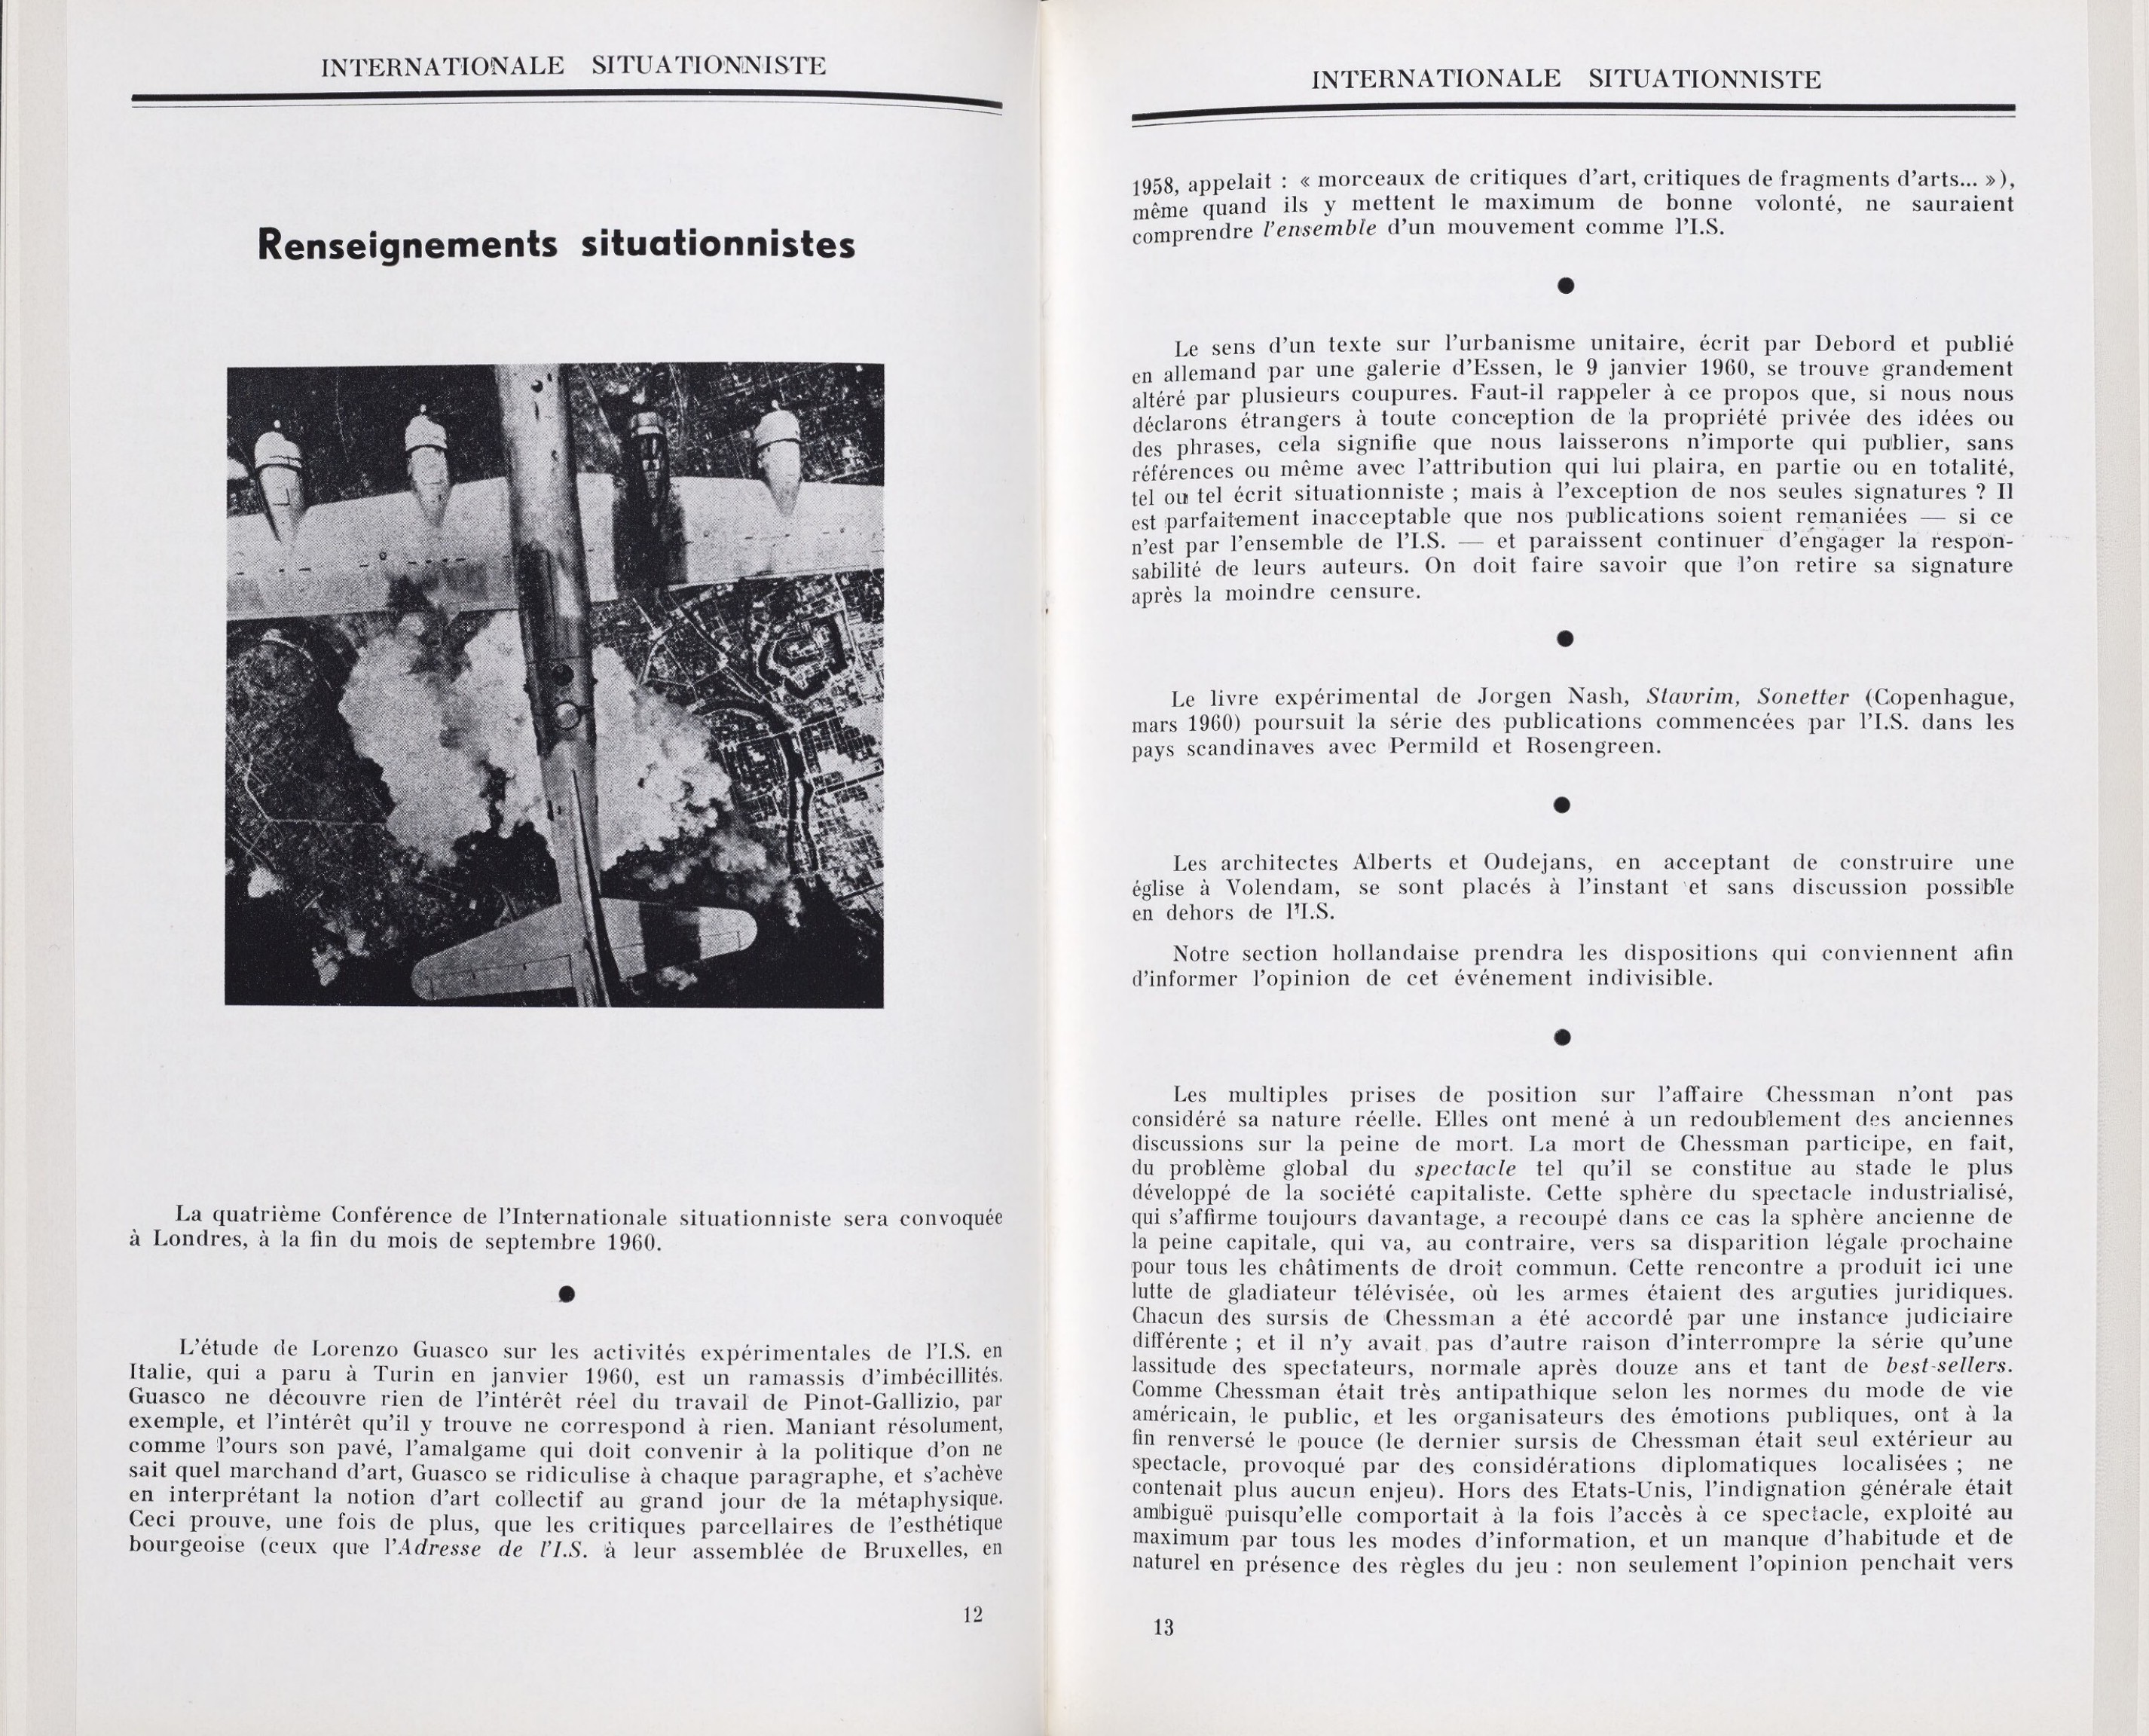 INTERNATIONALE SITUATIONNISTE
Renseignements situationnistes
La quatrième Conférence de l'Internationale situationniste sera convoquée
à Londres, à la fin du mois de septembre 1960.
●
L'étude de Lorenzo Guasco sur les activités expérimentales de l'I.S. en
Italie, qui a paru à Turin en janvier 1960, est un ramassis d'imbécillités.
Guasco ne découvre rien de l'intérêt réel du travail de Pinot-Gallizio, par
exemple, et l'intérêt qu'il y trouve ne correspond à rien. Maniant résolument,
comme l'ours son pavé, l'amalgame qui doit convenir à la politique d'on ne
sait quel marchand d'art, Guasco se ridiculise à chaque paragraphe, et s'achève
en interprétant la notion d'art collectif au grand jour de la métaphysique.
Ceci prouve, une fois de plus, que les critiques parcellaires de l'esthétique
bourgeoise (ceux que l'Adresse de l'I.S. à leur assemblée de Bruxelles, en
12
INTERNATIONALE SITUATIONNISTE
1958, appelait : « morceaux de critiques d'art, critiques de fragments d'arts... »),
même quand ils y mettent le maximum de bonne volonté, ne sauraient
comprendre l'ensemble d'un mouvement comme l'I.S.
●
Le sens d'un texte sur l'urbanisme unitaire, écrit par Debord et publié
en allemand par une galerie d'Essen, le 9 janvier 1960, se trouve grandement
altéré par plusieurs coupures. Faut-il rappeler à ce propos que, si nous nous
déclarons étrangers à toute conception de la propriété privée des idées ou
des phrases, cela signifie que nous laisserons n'importe qui publier, sans
références ou même avec l'attribution qui lui plaira, en partie ou en totalité,
tel ou tel écrit situationniste ; mais à l'exception de nos seules signatures ? Il
est parfaitement inacceptable que nos publications soient remaniées — si ce
n'est par l'ensemble de l'I.S. — et paraissent continuer d'engager la respon-
sabilité de leurs auteurs. On doit faire savoir que l'on retire sa signature
après la moindre censure.
●
Le livre expérimental de Jorgen Nash, Stavrim, Sonetter (Copenhague,
mars 1960) poursuit la série des publications commencées par l'I.S. dans les
pays scandinaves avec Permild et Rosengreen.
●
Les architectes Alberts et Oudejans, en acceptant de construire une
église à Volendam, se sont placés à l'instant et sans discussion possible
en dehors de l'I.S.
Notre section hollandaise prendra les dispositions qui conviennent afin
d'informer l'opinion de cet événement indivisible.
●
Les multiples prises de position sur l'affaire Chessman n'ont pas
considéré sa nature réelle. Elles ont mené à un redoublement des anciennes
discussions sur la peine de mort. La mort de Chessman participe, en fait,
du problème global du spectacle tel qu'il se constitue au stade le plus
développé de la société capitaliste. Cette sphère du spectacle industrialisé,
qui s'affirme toujours davantage, a recoupé dans ce cas la sphère ancienne de
la peine capitale, qui va, au contraire, vers sa disparition légale prochaine
pour tous les châtiments de droit commun. Cette rencontre a produit ici une
lutte de gladiateur télévisée, où les armes étaient des arguties juridiques.
Chacun des sursis de Chessman a été accordé par une instance judiciaire
différente ; et il n'y avait pas d'autre raison d'interrompre la série qu'une
lassitude des spectateurs, normale après douze ans et tant de best-sellers.
Comme Chessman était très antipathique selon les normes du mode de vie
américain, le public, et les organisateurs des émotions publiques, ont à la
fin renversé le pouce (le dernier sursis de Chessman était seul extérieur au
spectacle, provoqué par des considérations diplomatiques localisées ; ne
contenait plus aucun enjeu). Hors des Etats-Unis, l'indignation générale était
ambiguë puisqu'elle comportait à la fois l'accès à ce spectacle, exploité au
maximum par tous les modes d'information, et un manque d'habitude et de
naturel en présence des règles du jeu : non seulement l'opinion penchait vers
13